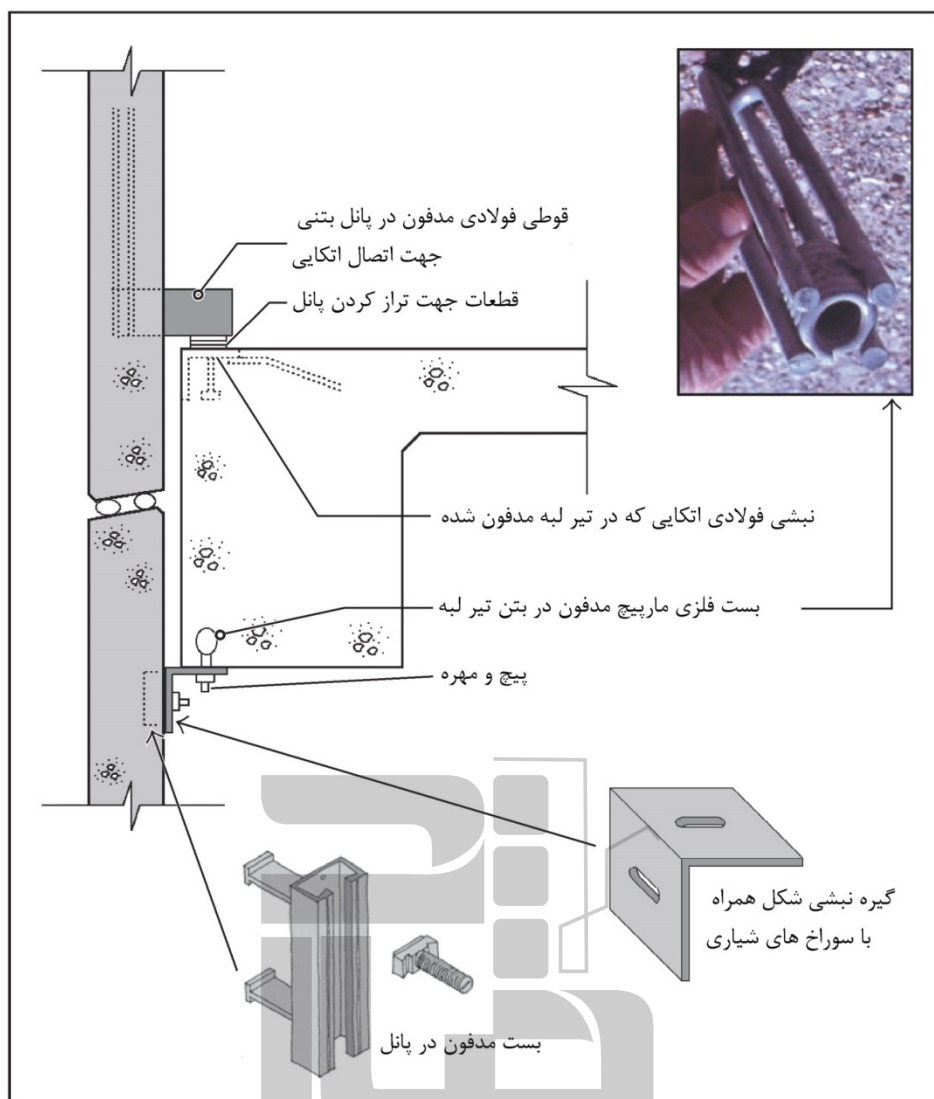 قوطی فولادی مدفون در پانل بتنی
جهت اتصال اتکایی
قطعات جهت تراز کردن پانل
نبشی فولادی اتکایی که در تیر لبه مدفون شده
بست فلزی مارپیچ مدفون در بتن تیر لبه
پیچ و مهره
گیره نبشی شکل همراه
با سوراخ های شیاری
بست مدفون در پانل